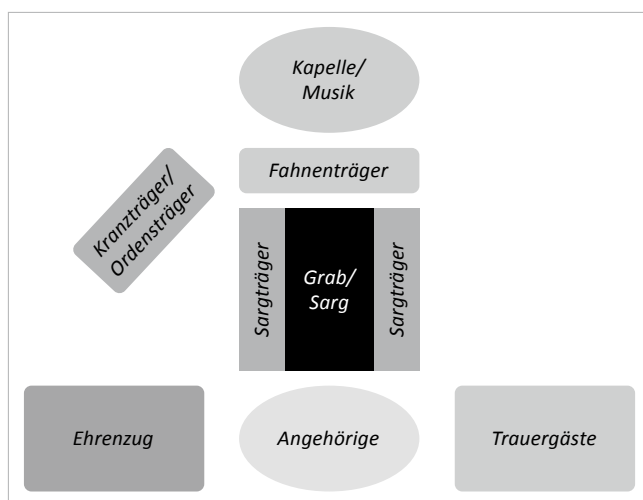 Kapelle/
Musik
Fahnenträger
Kranzträger/
Ordensträger
Sargträger
Grab/
Sarg
Sargträger
Ehrenzug
Angehörige
Trauergäste